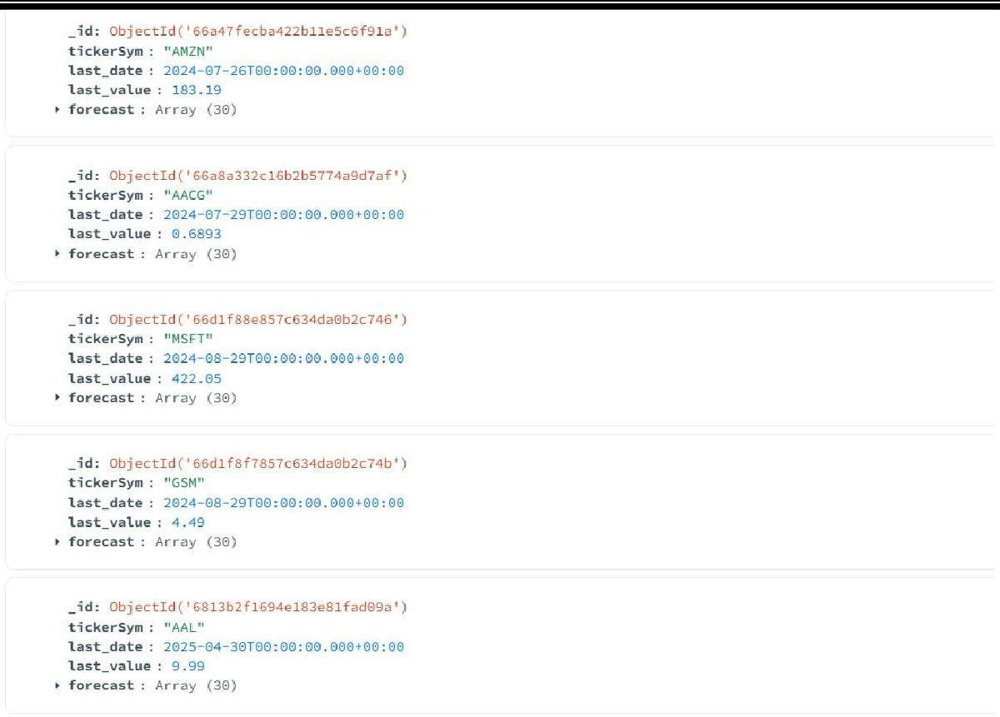 _id: ObjectId('66a47fecba422b11e5c6f91a')
tickerSym : "AMZN"
last_date : 2024-07-26T00:00:00.000+00:00
last_value : 183.19
forecast : Array (30)
_id: ObjectId('66a8a332c16b2b5774a9d7af')
tickerSym : "AACG"
last_date : 2024-07-29T00:00:00.000+00:00
last_value : 0.6893
forecast : Array (30)
_id: ObjectId('66d1f88e857c634da0b2c746')
tickerSym : "MSFT"
last_date : 2024-08-29T00:00:00.000+00:00
last_value : 422.05
forecast : Array (30)
_id: ObjectId('66d1f8f7857c634da0b2c74b')
tickerSym : "GSM"
last_date : 2024-08-29T00:00:00.000+00:00
last_value : 4.49
forecast : Array (30)
_id: ObjectId('6813b2f1694e183e81fad09a')
tickerSym : "AAL"
last_date : 2025-04-30T00:00:00.000+00:00
last_value : 9.99
forecast : Array (30)